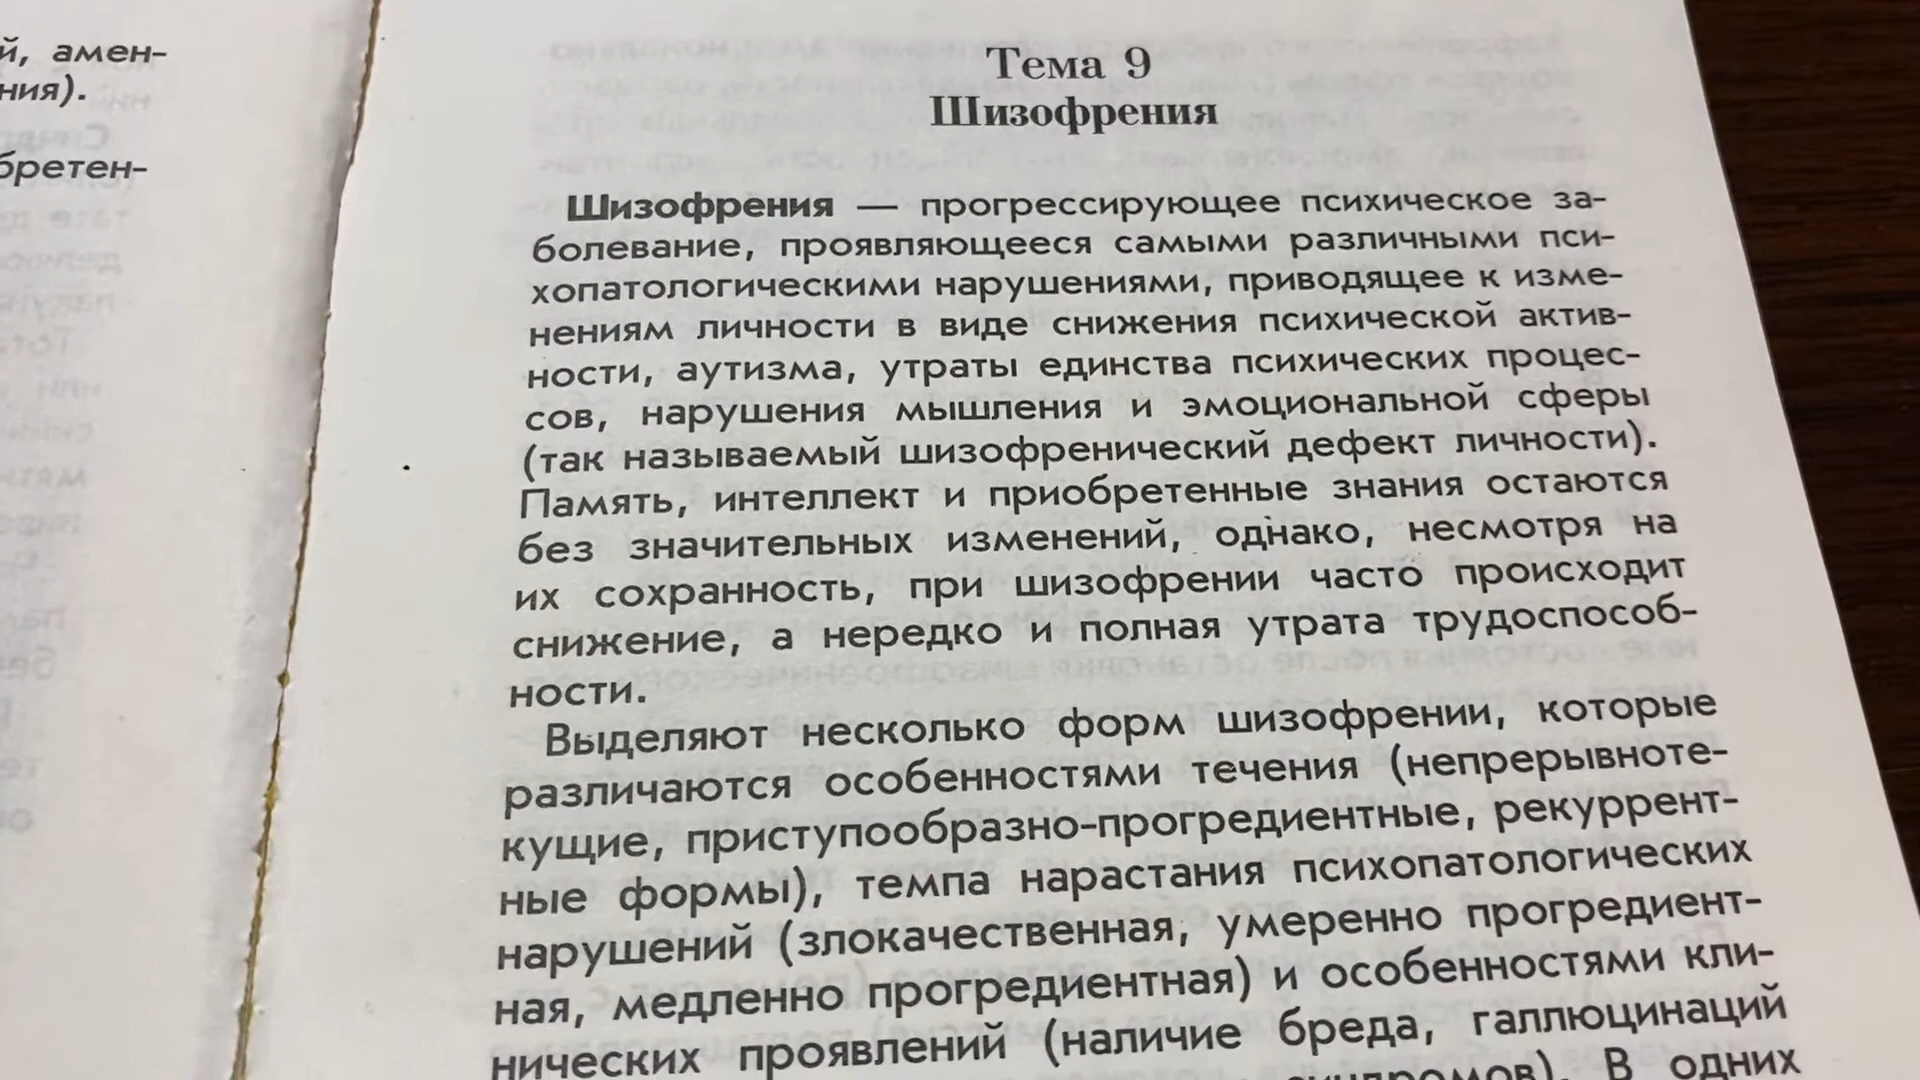 й, амен-
ния).
бретен-
Тема 9
Шизофрения
Шизофрения — прогрессирующее психическое за-
болевание, проявляющееся самыми различными пси-
хопатологическими нарушениями, приводящее к изме-
нениям личности в виде снижения психической актив-
ности, аутизма, утраты единства психических процес-
сов, нарушения мышления и эмоциональной сферы
(так называемый шизофренический дефект личности).
Память, интеллект и приобретенные знания остаются
без значительных изменений, однако, несмотря на
их сохранность, при шизофрении часто происходит
снижение, а нередко и полная утрата трудоспособ-
ности.
Выделяют несколько форм шизофрении, которые
различаются особенностями течения (непрерывноте-
кущие, приступообразно-прогредиентные, рекуррент-
ные формы), темпа нарастания психопатологических
нарушений (злокачественная, умеренно прогредиент-
ная, медленно прогредиентная) и особенностями кли-
нических проявлений (наличие бреда, галлюцинаций
синдромов). В одних